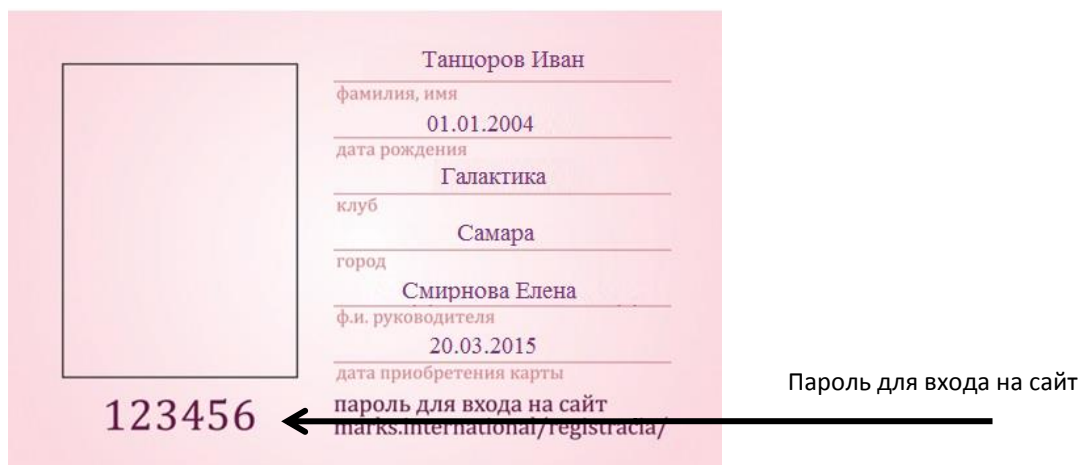 Танцоров Иван
фамилия, имя
01.01.2004
дата рождения
Галактика
клуб
Самара
город
Смирнова Елена
ф.и. руководителя
20.03.2015
дата приобретения карты
123456
пароль для входа на сайт
marks.international/registracia/
Пароль для входа на сайт